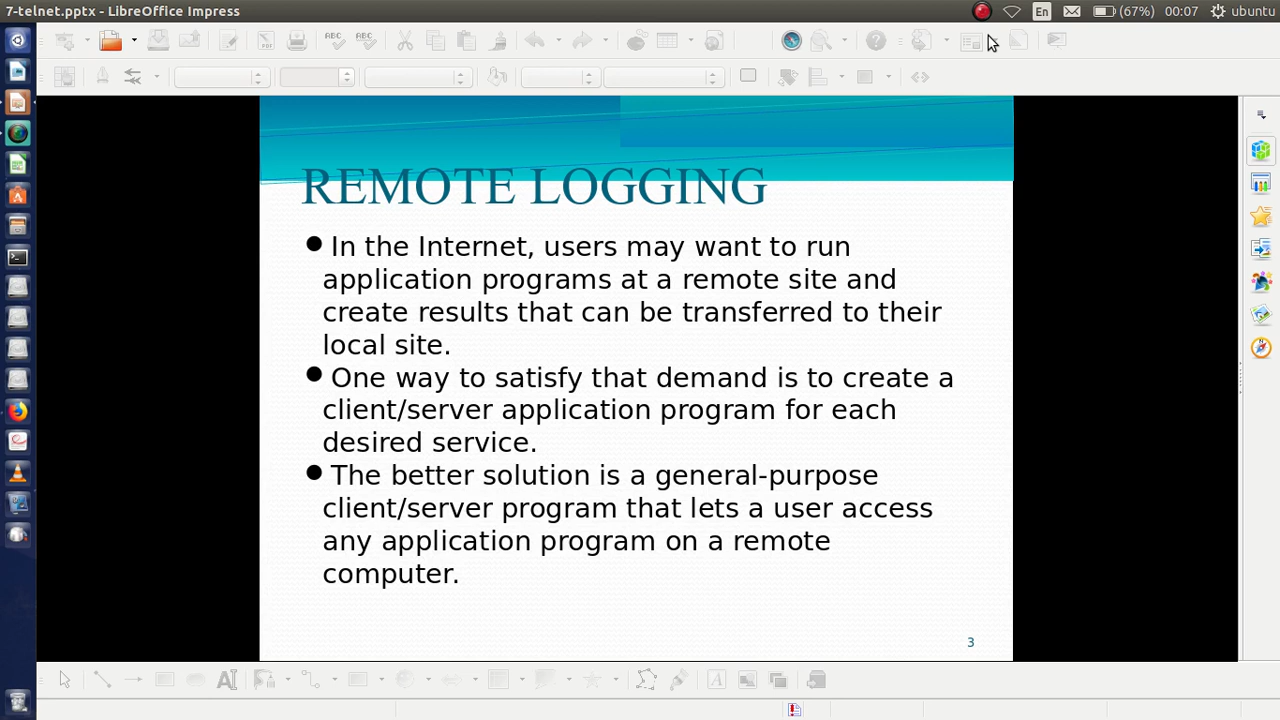 7-telnet.pptx - LibreOffice Impress
En
(67%)
00:07
ubuntu
ABC
ABC
REMOTE LOGGING
In the Internet, users may want to run
application programs at a remote site and
create results that can be transferred to their
local site.
One way to satisfy that demand is to create a
client/server application program for each
desired service.
The better solution is a general-purpose
client/server program that lets a user access
any application program on a remote
computer.
3